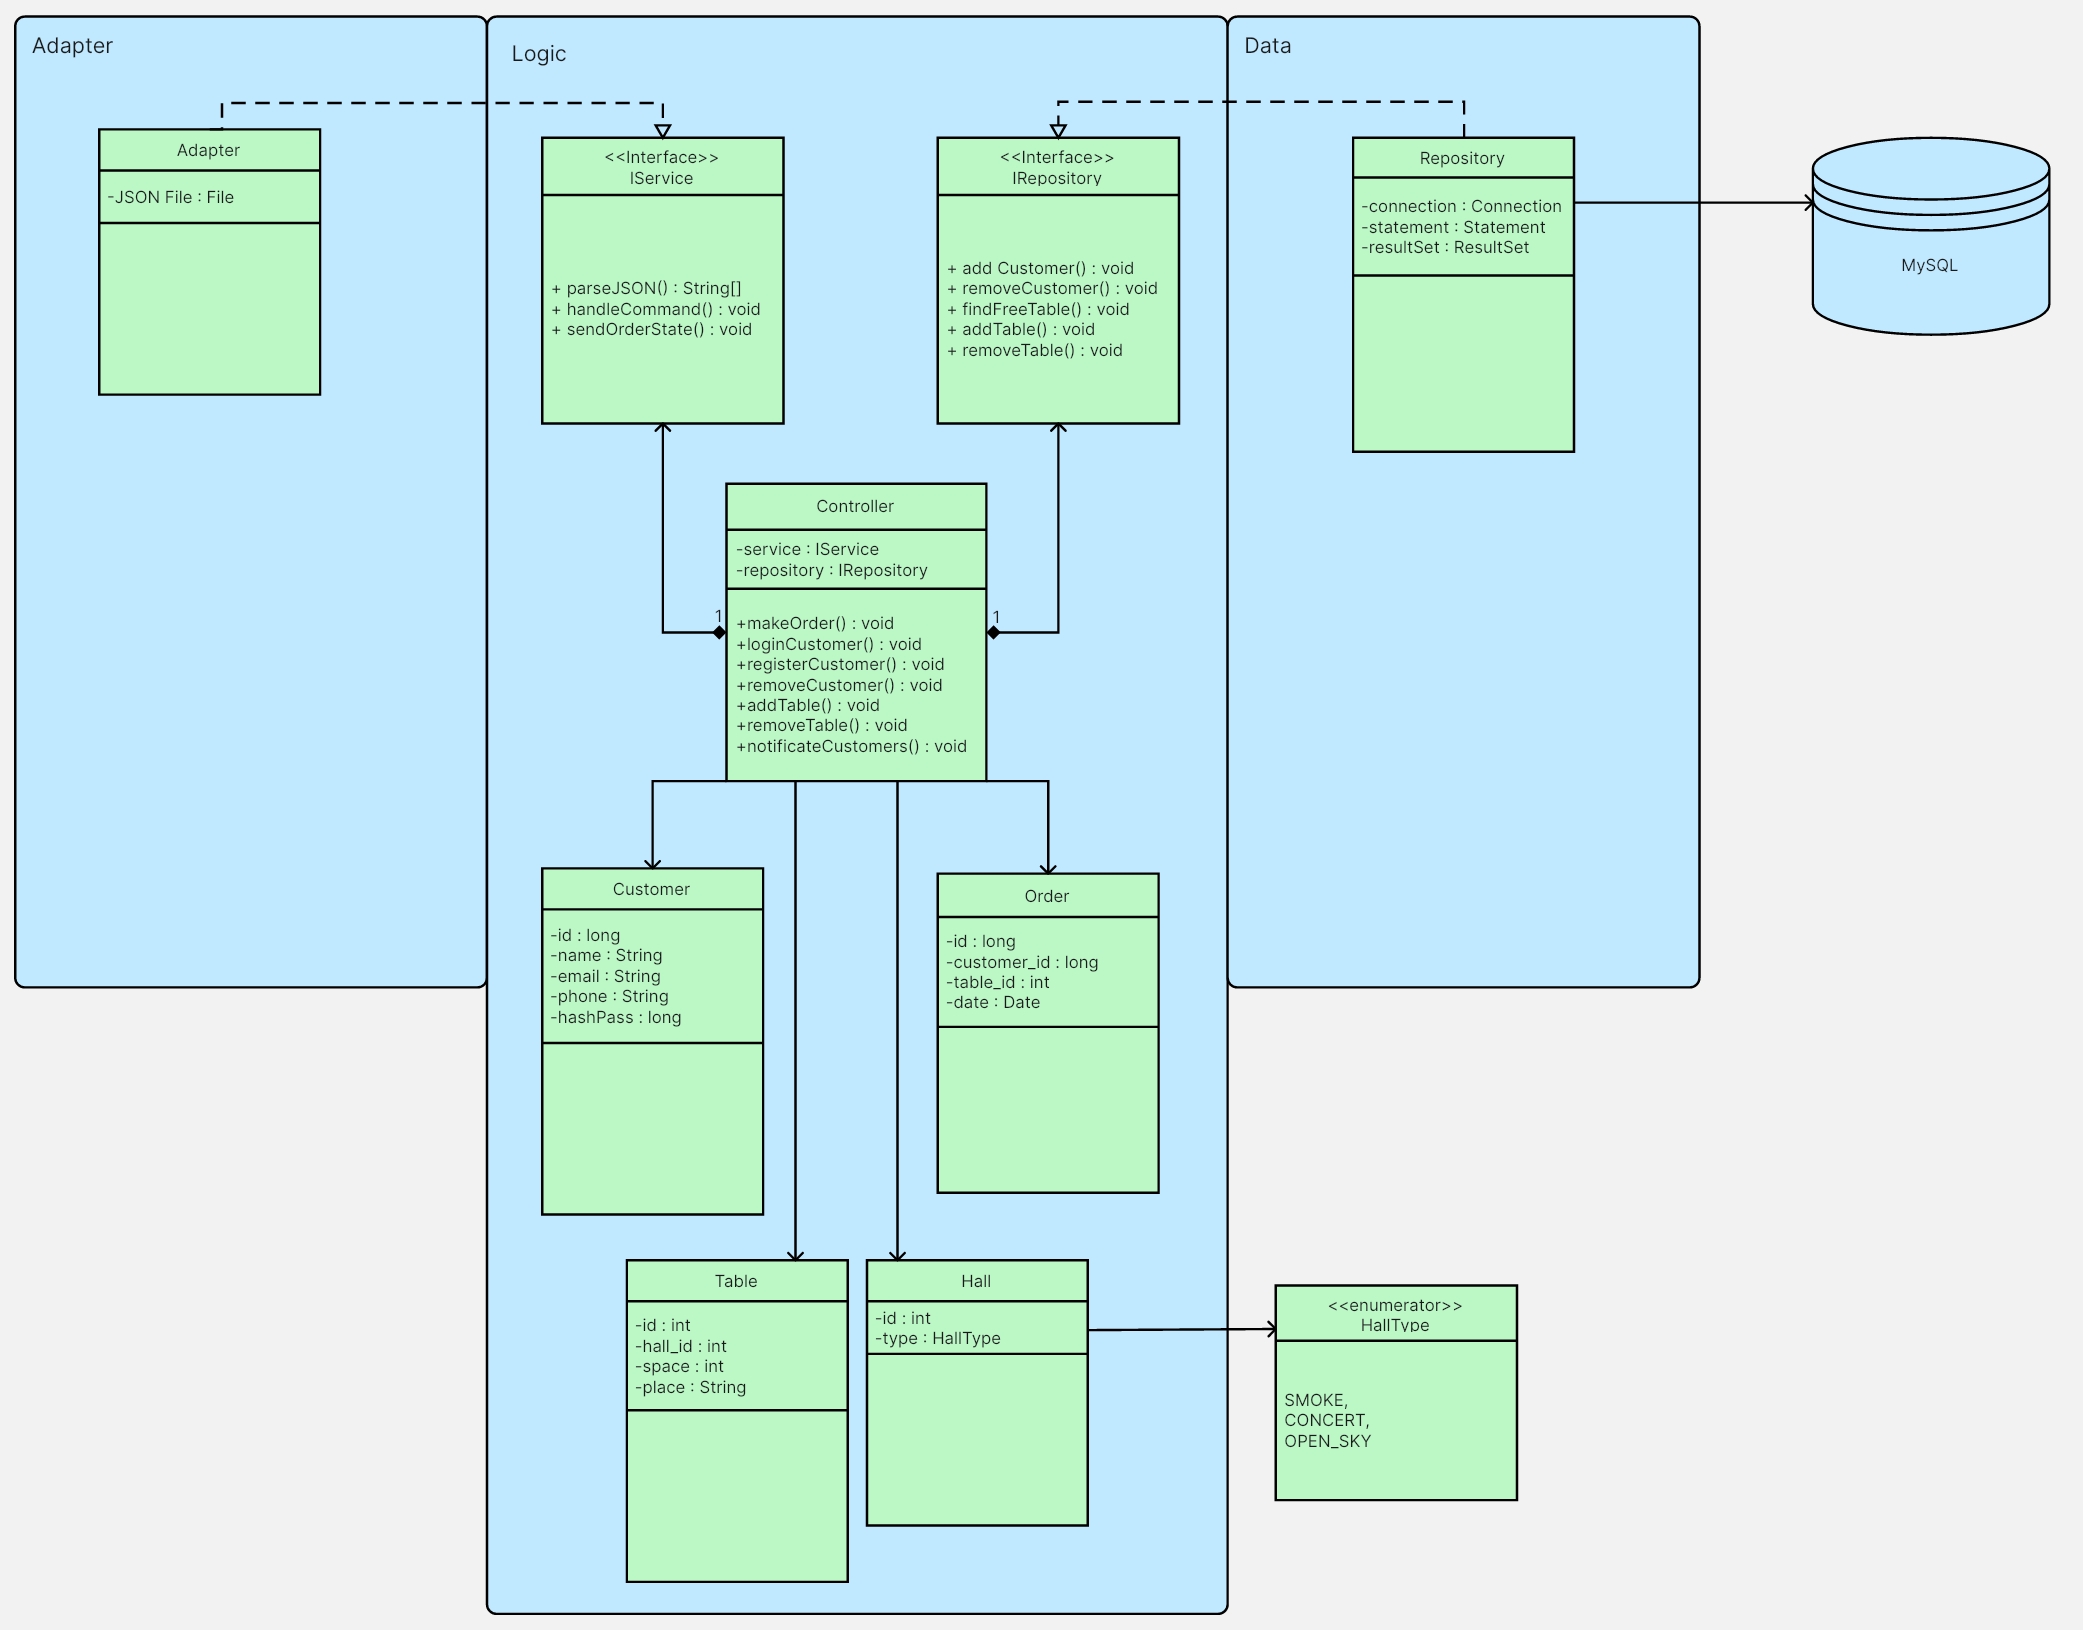 Adapter
Adapter
-JSON File : File
Logic
<<Interface>>
IService
+ parseJSON() : String[]
+ handleCommand() : void
+ sendOrderState() : void
<<Interface>>
IRepository
+ add Customer() : void
+ removeCustomer() : void
+ findFreeTable() : void
+ addTable() : void
+ removeTable() : void
Controller
-service : IService
-repository : IRepository
+makeOrder() : void
+loginCustomer() : void
+registerCustomer() : void
+removeCustomer() : void
+addTable() : void
+removeTable() : void
+notificateCustomers() : void
1
1
Customer
-id : long
-name : String
-email : String
-phone : String
-hashPass : long
Order
-id : long
-customer_id : long
-table_id : int
-date : Date
Table
-id : int
-hall_id : int
-space : int
-place : String
Hall
-id : int
-type : HallType
Data
Repository
-connection : Connection
-statement : Statement
-resultSet : ResultSet
MySQL
<<enumerator>>
HallType
SMOKE,
CONCERT,
OPEN_SKY